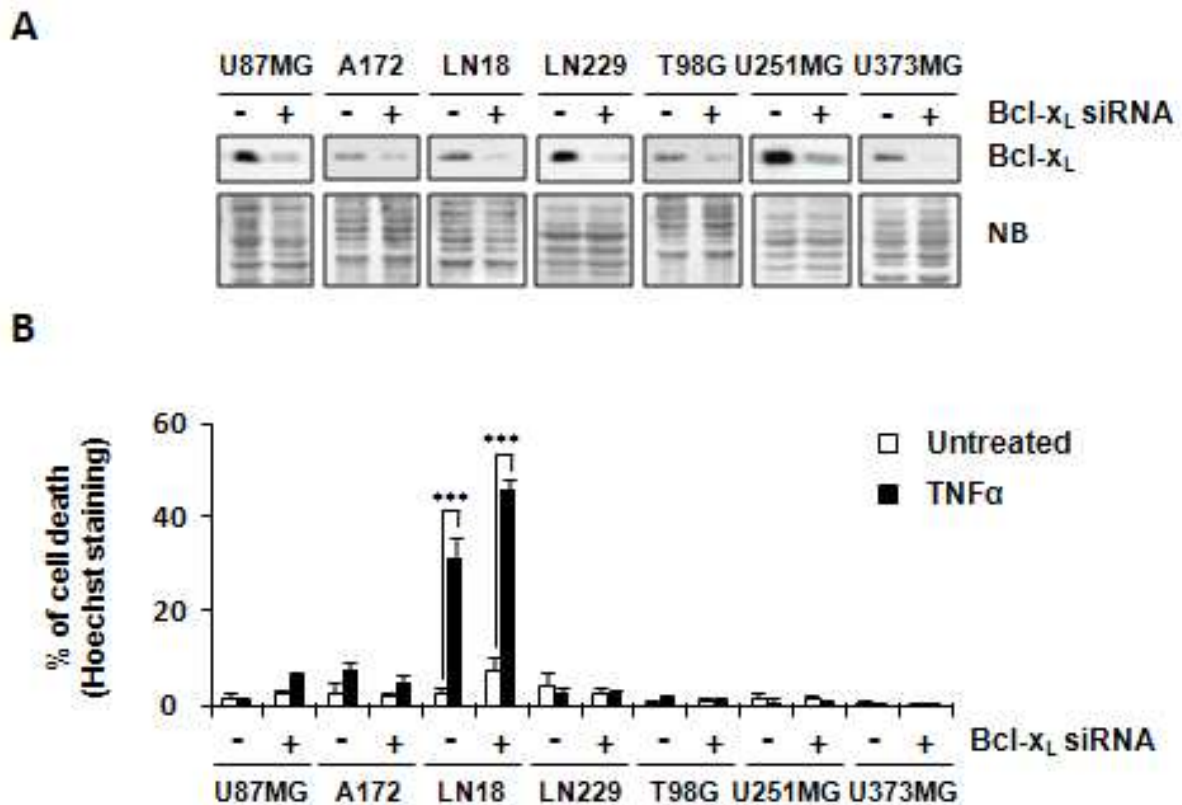 A
U87MG A172 LN18 LN229 T98G U251MG U373MG
- + - + - + - + - + - + - + Bcl-xL siRNA
Bcl-xL
NB
B
60
40
20
0
% of cell death
(Hoechst staining)
*** ***
Untreated
TNFα
- + - + - + - + - + - + - + Bcl-xL siRNA
U87MG A172 LN18 LN229 T98G U251MG U373MG